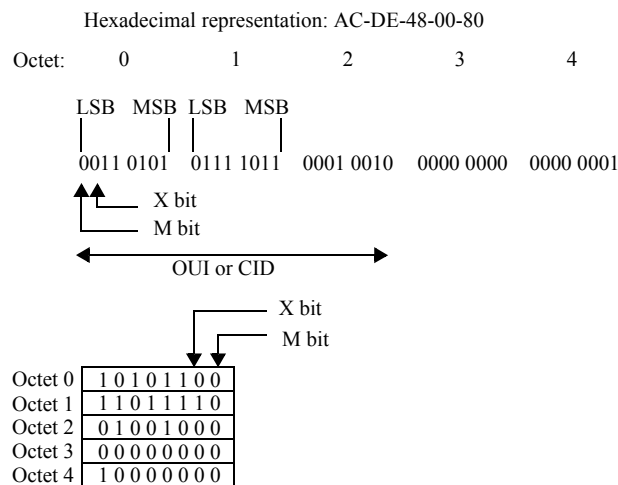 Hexadecimal representation: AC-DE-48-00-80
Octet: 0 1 2 3 4
LSB MSB LSB MSB
0011 0101 0111 1011 0001 0010 0000 0000 0000 0001
X bit
M bit
OUI or CID
X bit
M bit
Octet 0 1 0 1 0 1 1 0 0
Octet 1 1 1 0 1 1 1 1 0
Octet 2 0 1 0 0 1 0 0 0
Octet 3 0 0 0 0 0 0 0 0
Octet 4 1 0 0 0 0 0 0 0